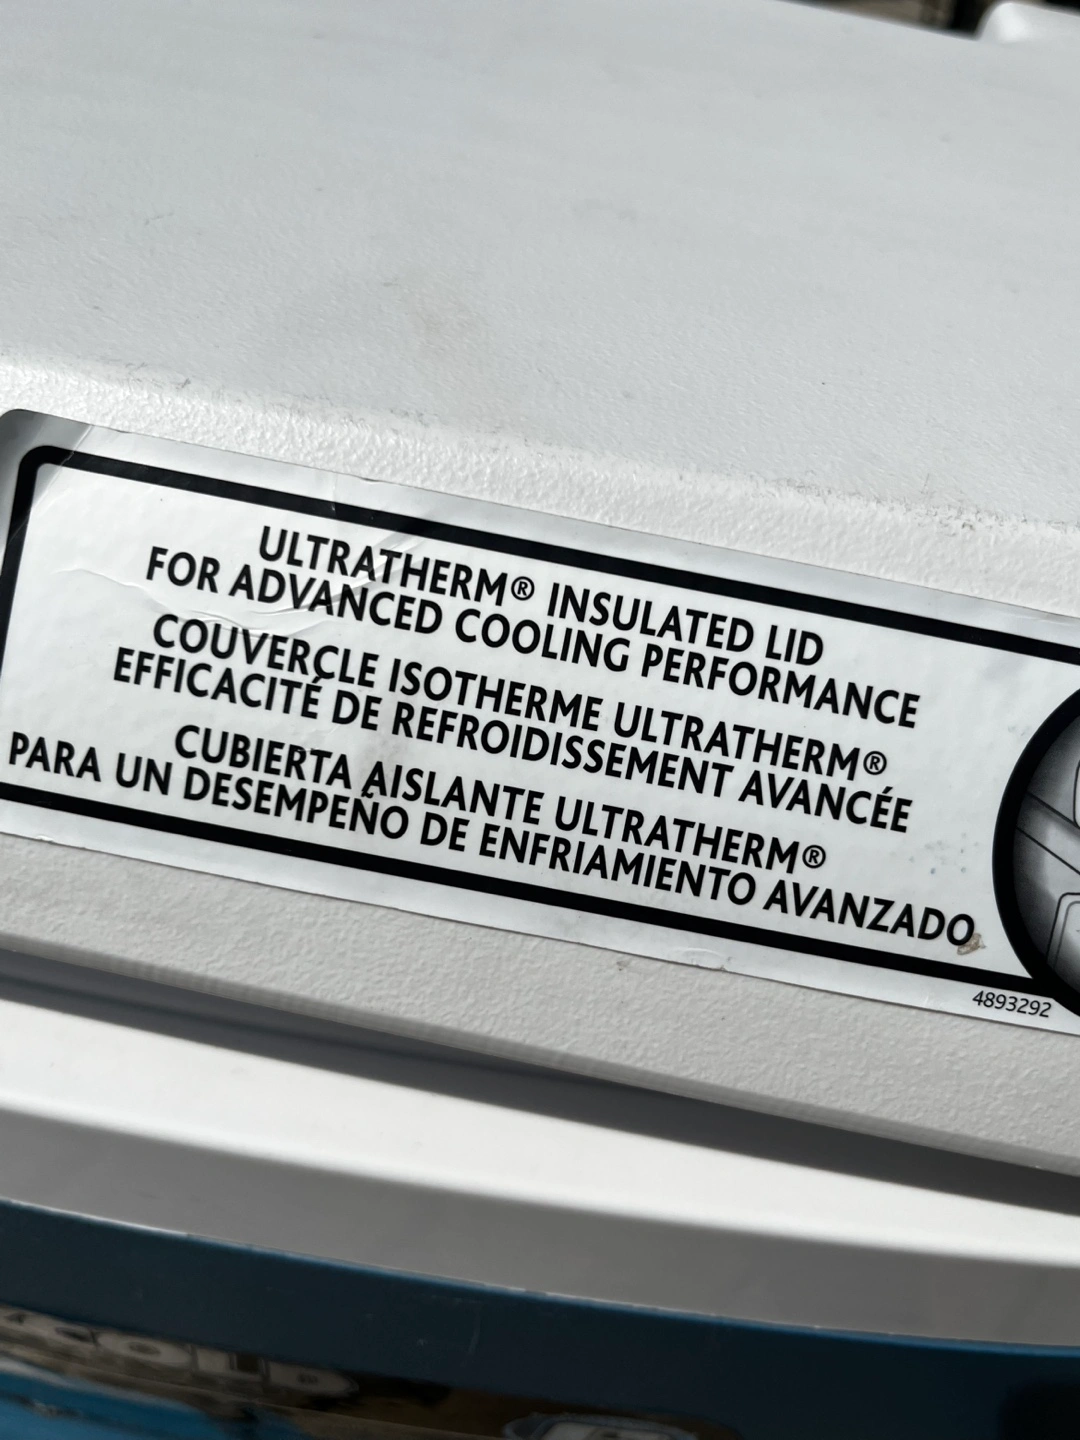 ULTRATHERM® INSULATED LID
FOR ADVANCED COOLING PERFORMANCE
COUVERCLE ISOTHERME ULTRATHERM®
EFFICACITÉ DE REFROIDISSEMENT AVANCÉE
CUBIERTA AISLANTE ULTRATHERM®
PARA UN DESEMPEÑO DE ENFRIAMIENTO AVANZADO
4893292